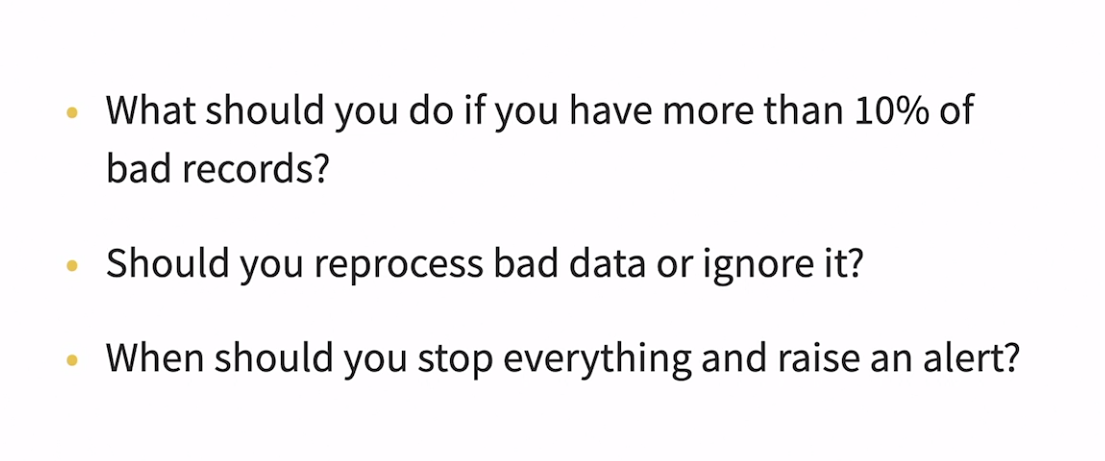 • What should you do if you have more than 10% of
bad records?
• Should you reprocess bad data or ignore it?
• When should you stop everything and raise an alert?